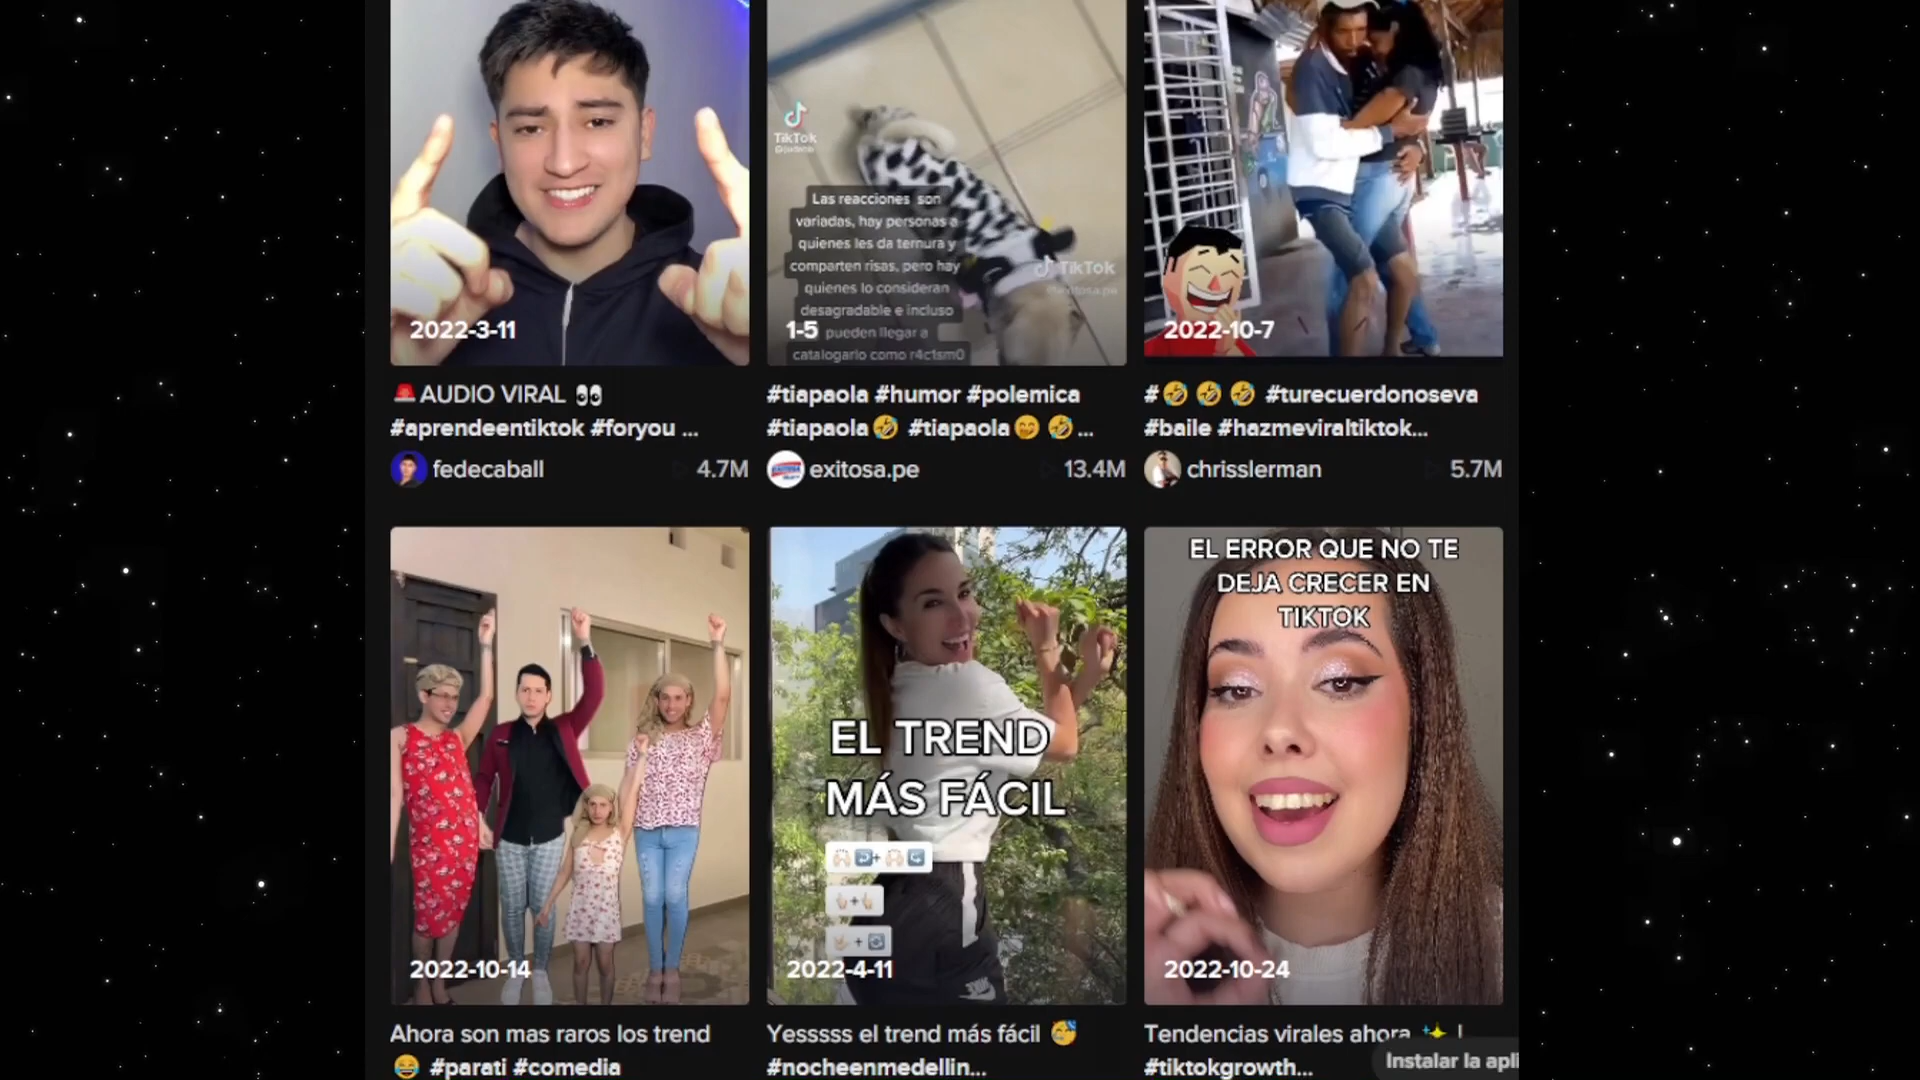 TikTok
Las reacciones son
variadas, hay personas a
quienes les da ternura y
comparten risas, pero hay
quienes lo consideran
desagradable e incluso
pueden llegar a
catalogarlo como r4c1sm0
TikTok
2022-3-11
1-5
2022-10-7
🚨AUDIO VIRAL 👀
#aprendeentiktok #foryou ...
fedecaball
4.7M
#tiapaola #humor #polemica
#tiapaola🤣 #tiapaola🤭 🤣...
exitosa.pe
13.4M
#🤣 🤣 🤣 #turecuerdonoseva
#baile #hazmeviraltiktok...
chrisslerman
5.7M
2022-10-14
Ahora son mas raros los trend
😂 #parati #comedia
EL TREND
MÁS FÁCIL
2022-4-11
Yesssss el trend más fácil 🥳
#nocheenmedellin...
EL ERROR QUE NO TE
DEJA CRECER EN
TIKTOK
2022-10-24
Tendencias virales ahora ✨ |
#tiktokgrowth...
Instalar la apli